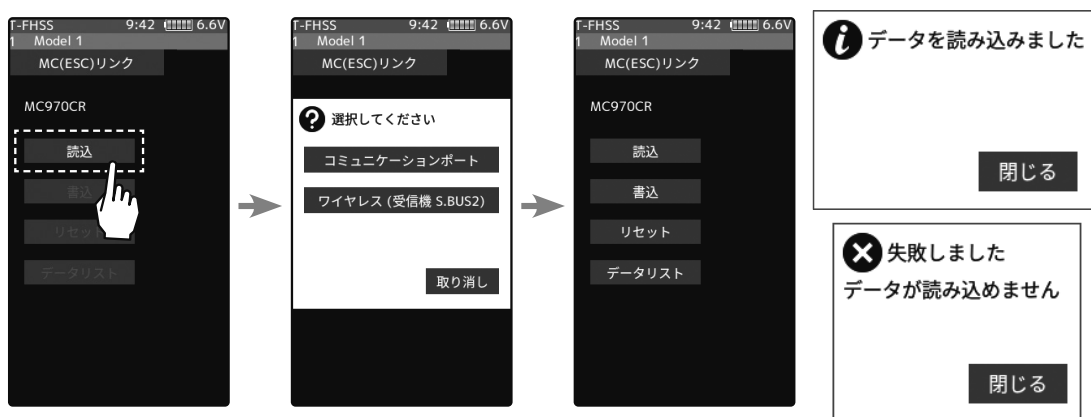 T-FHSS 9:42 6.6V
1 Model 1
MC(ESC)リンク
MC970CR
読込
書込
リセット
データリスト
T-FHSS 9:42 6.6V
1 Model 1
MC(ESC)リンク
選択してください
コミュニケーションポート
ワイヤレス (受信機 S.BUS2)
取り消し
T-FHSS 9:42 6.6V
1 Model 1
MC(ESC)リンク
MC970CR
読込
書込
リセット
データリスト
データを読み込みました
閉じる
失敗しました
データが読み込めません
閉じる